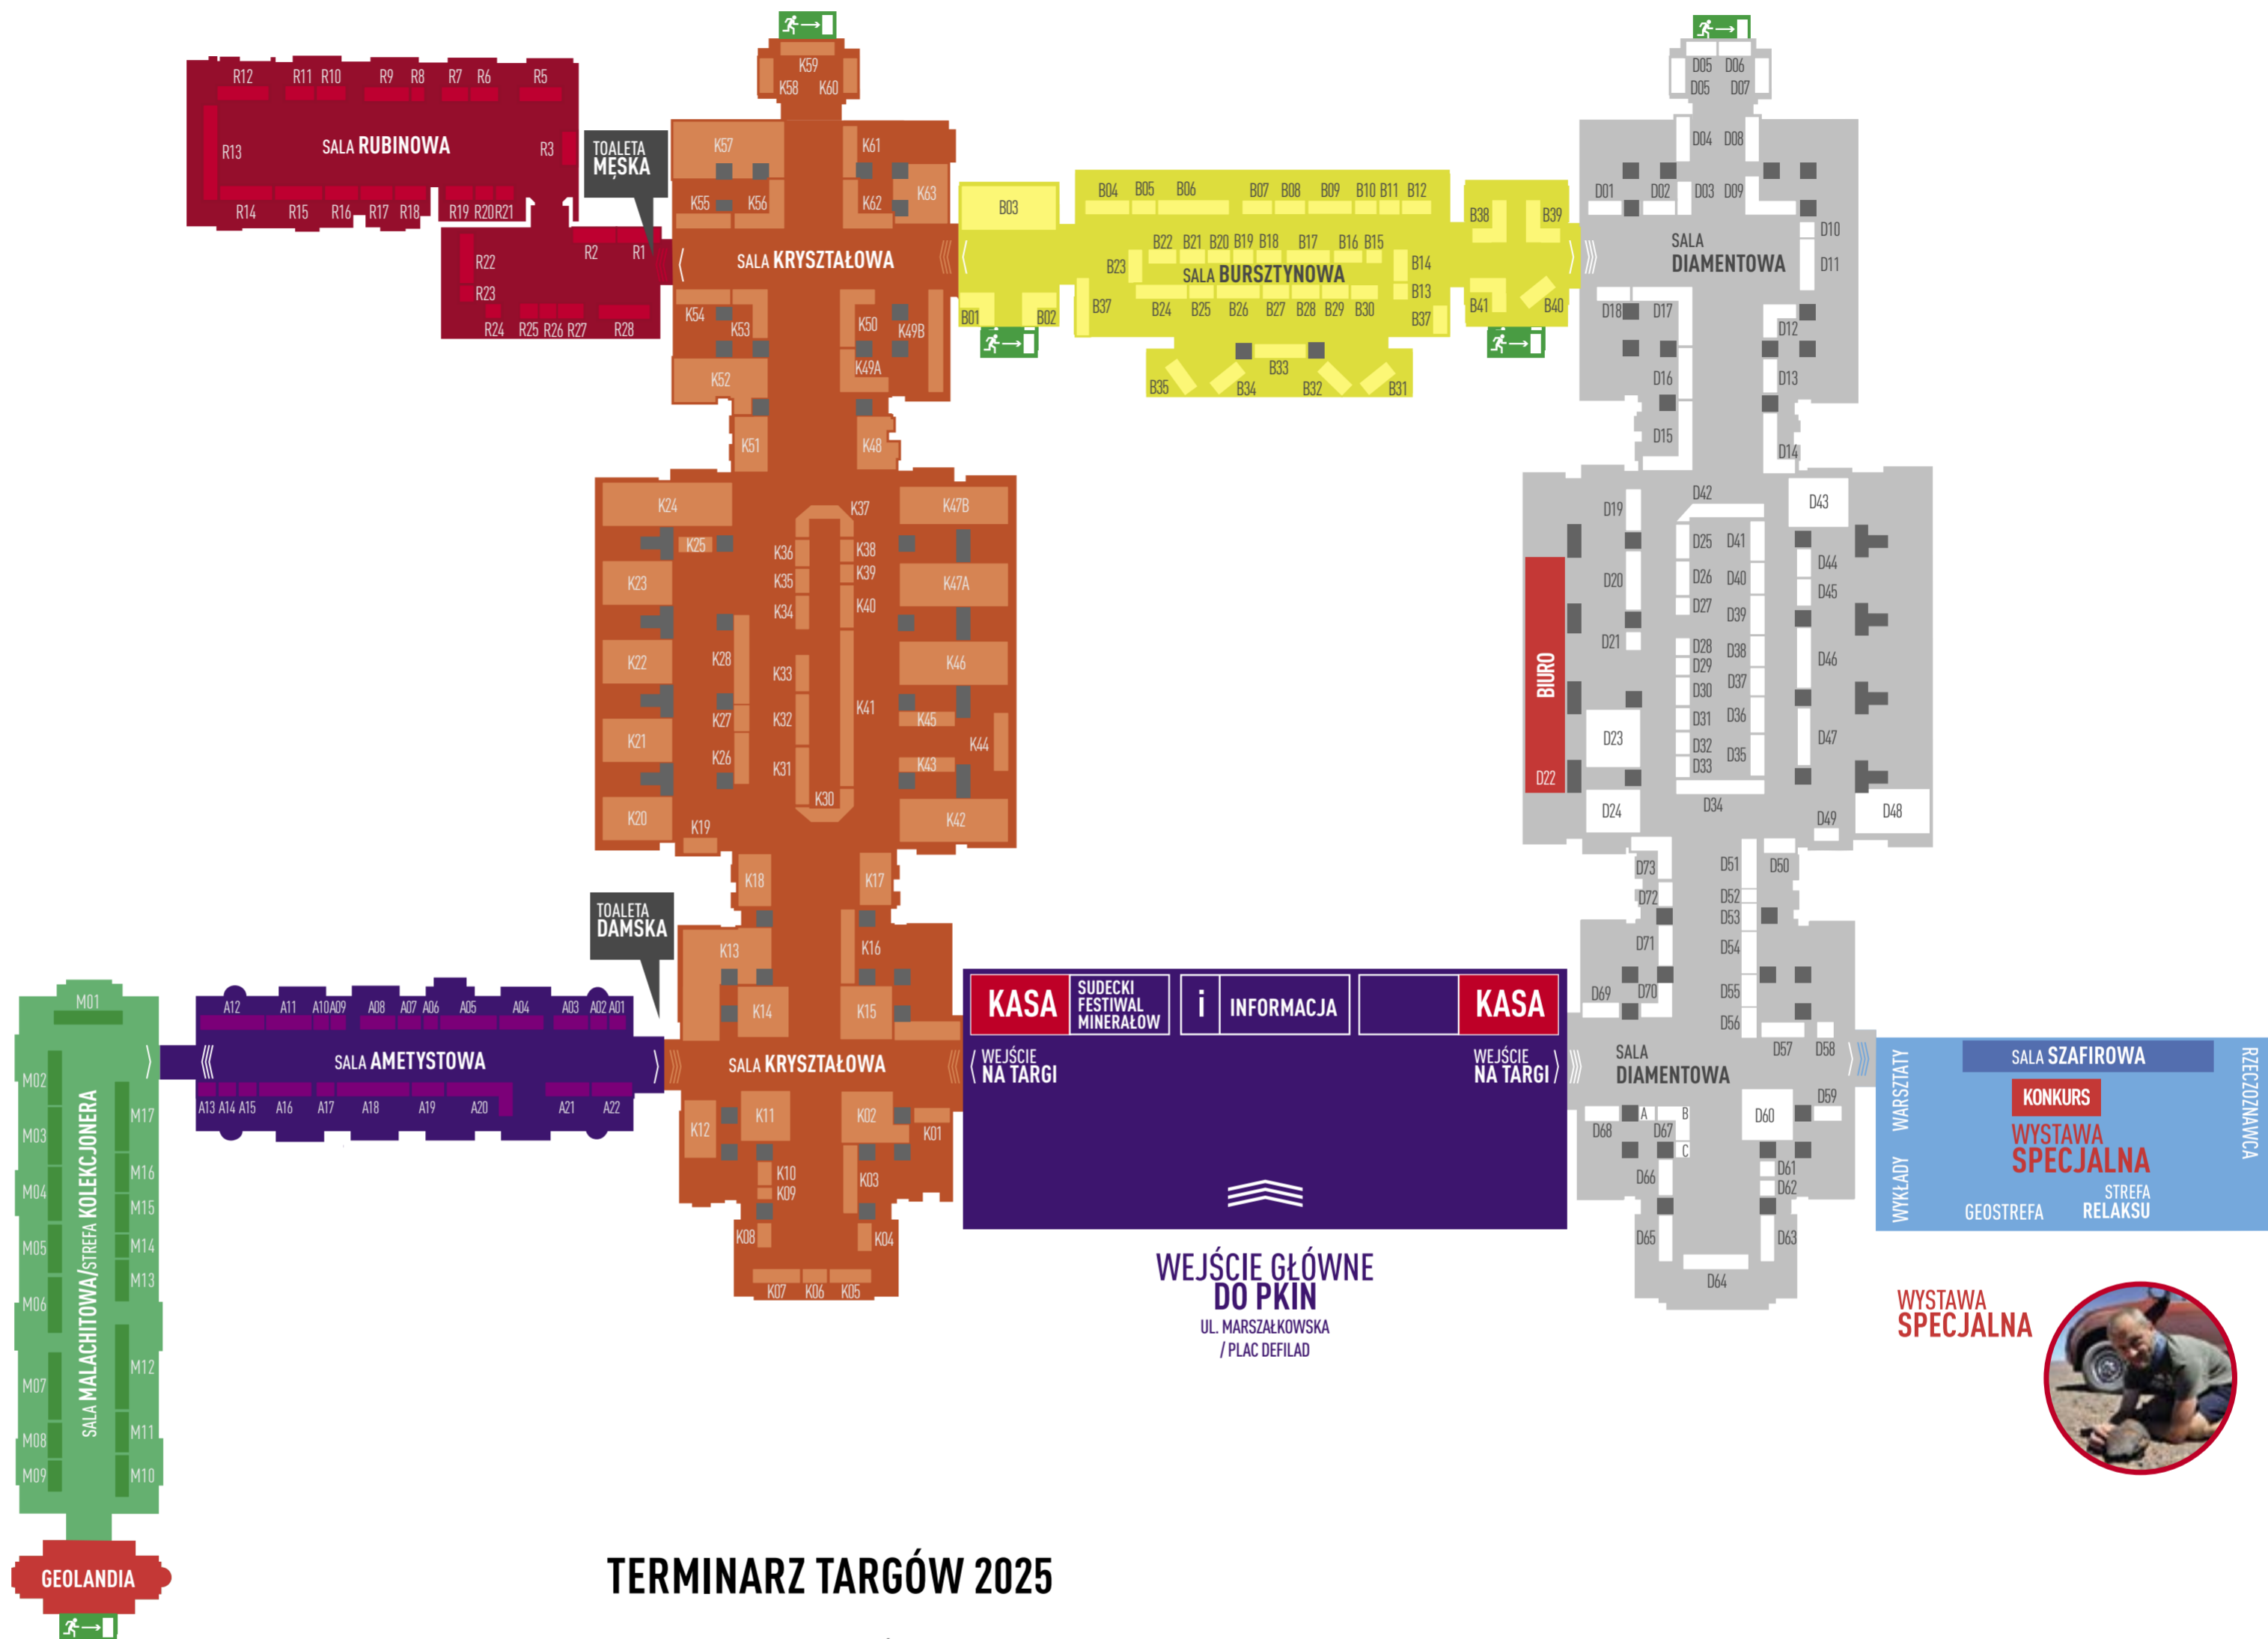 R12
R11
R10
R9
R8
R7
R6
R5
R13
SALA RUBINOWA
R3
R14
R15
R16
R17
R18
R19
R20
R21
R22
R23
R2
R1
R24
R25
R26
R27
R28
TOALETA
MĘSKA
K59
K58
K60
K57
K61
K55
K56
K62
K63
SALA KRYSZTAŁOWA
K54
K53
K50
K49B
K49A
K52
K51
K48
K24
K37
K47B
K25
K36
K38
K35
K39
K23
K47A
K34
K40
K22
K28
K33
K46
K27
K32
K41
K45
K21
K26
K31
K44
K43
K30
K20
K19
K42
K18
K17
TOALETA
DAMSKA
K13
K16
K14
K15
SALA KRYSZTAŁOWA
K12
K11
K02
K01
K10
K09
K03
K08
K04
K07
K06
K05
B03
B04
B05
B06
B07
B08
B09
B10
B11
B12
B38
B39
B22
B21
B20
B19
B18
B17
B16
B15
B23
SALA BURSZTYNOWA
B14
B13
B01
B02
B37
B24
B25
B26
B27
B28
B29
B30
B37
B41
B40
B35
B34
B33
B32
B31
D05
D06
D05
D07
D04
D08
D01
D02
D03
D09
SALA
DIAMENTOWA
D10
D11
D18
D17
D12
D16
D13
D15
D14
D42
D43
D19
D25
D41
D44
D20
D26
D40
D45
D27
D39
D21
D28
D38
D46
D29
BIURO
D30
D37
D31
D36
D23
D32
D35
D47
D22
D33
D24
D34
D49
D48
D73
D51
D50
D72
D52
D53
D71
D54
D69
D70
D55
D56
D57
D58
SALA
DIAMENTOWA
D68
A
B
D67
C
D60
D59
D66
D61
D62
D65
D63
D64
M01
M02
M03
M04
M05
M06
M07
M08
M09
SALA MALACHITOWA/STREFA KOLEKCJONERA
M17
M16
M15
M14
M13
M12
M11
M10
GEOLANDIA
A12
A11
A10
A09
A08
A07
A06
A05
A04
A03
A02
A01
SALA AMETYSTOWA
A13
A14
A15
A16
A17
A18
A19
A20
A21
A22
KASA
SUDECKI
FESTIWAL
MINERAŁÓW
i INFORMACJA
KASA
WEJŚCIE
NA TARGI
WEJŚCIE
NA TARGI
WEJŚCIE GŁÓWNE
DO PKIN
UL. MARSZAŁKOWSKA
/ PLAC DEFILAD
WARSZTATY
WYKŁADY
SALA SZAFIROWA
KONKURS
WYSTAWA
SPECJALNA
STREFA
RELAKSU
GEOSTREFA
RZECZOZNAWCA
WYSTAWA
SPECJALNA
TERMINARZ TARGÓW 2025